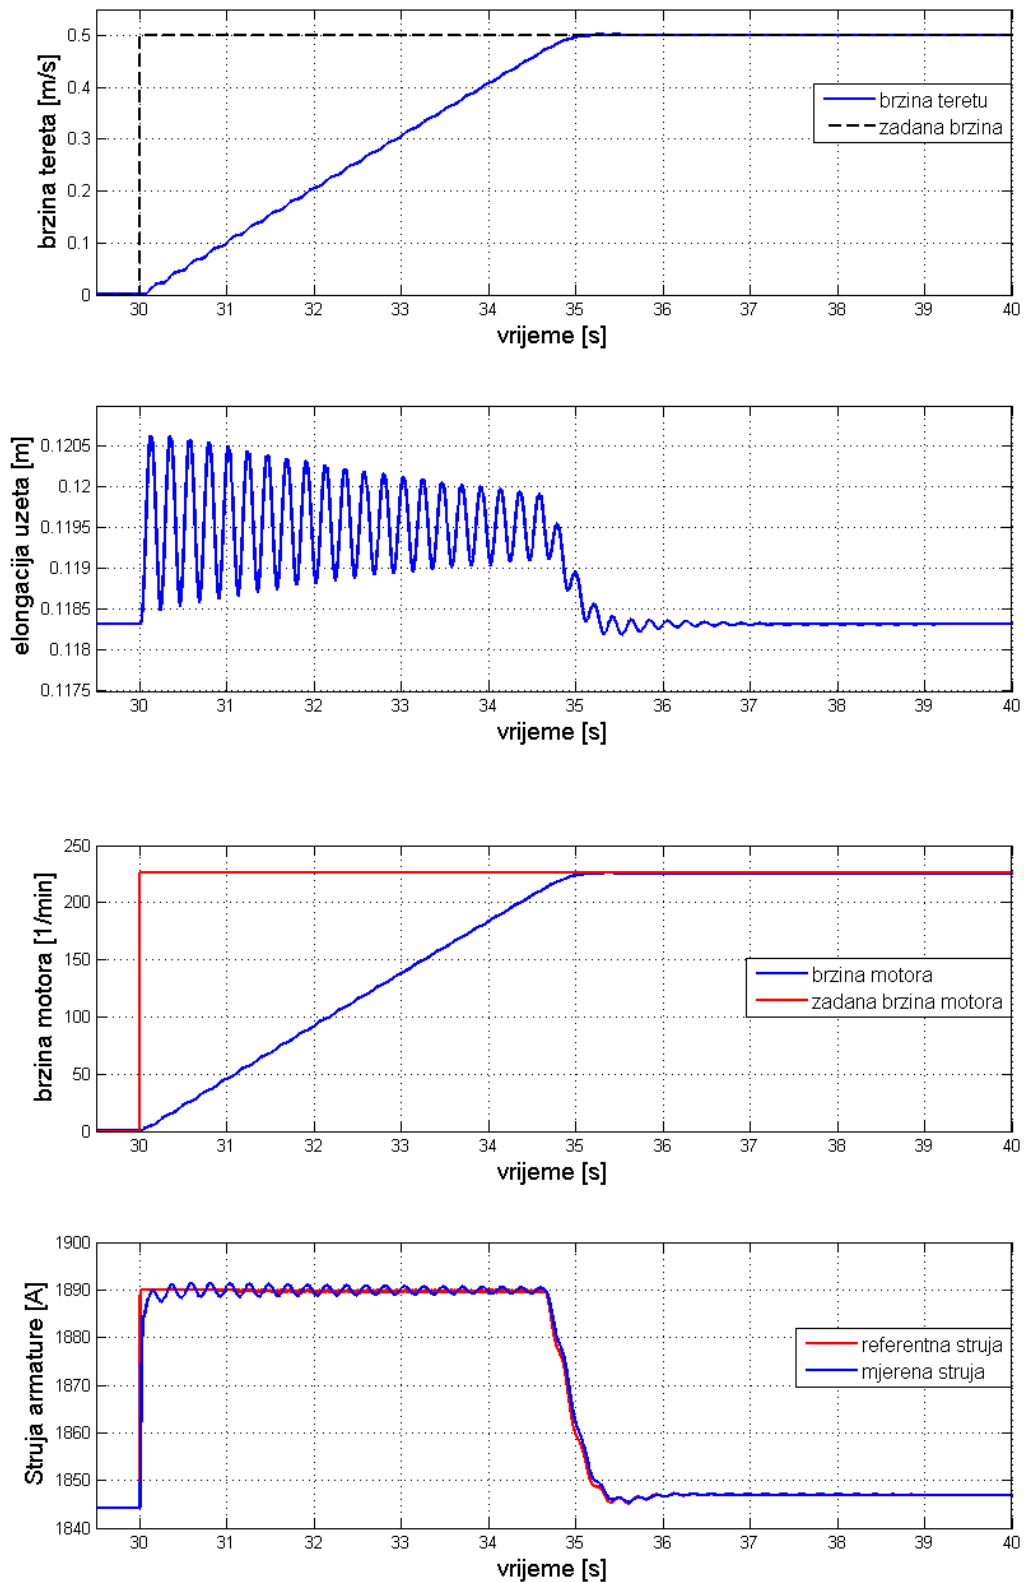 brzina tereta [m/s]
0.5
0.4
0.3
0.2
0.1
0
brzina teretu
zadana brzina
30 31 32 33 34 35 36 37 38 39 40
vrijeme [s]
elongacija uzeta [m]
0.1205
0.12
0.1195
0.119
0.1185
0.118
0.1175
30 31 32 33 34 35 36 37 38 39 40
vrijeme [s]
brzina motora [1/min]
250
200
150
100
50
0
brzina motora
zadana brzina motora
30 31 32 33 34 35 36 37 38 39 40
vrijeme [s]
Struja armature [A]
1900
1890
1880
1870
1860
1850
1840
referentna struja
mjerena struja
30 31 32 33 34 35 36 37 38 39 40
vrijeme [s]